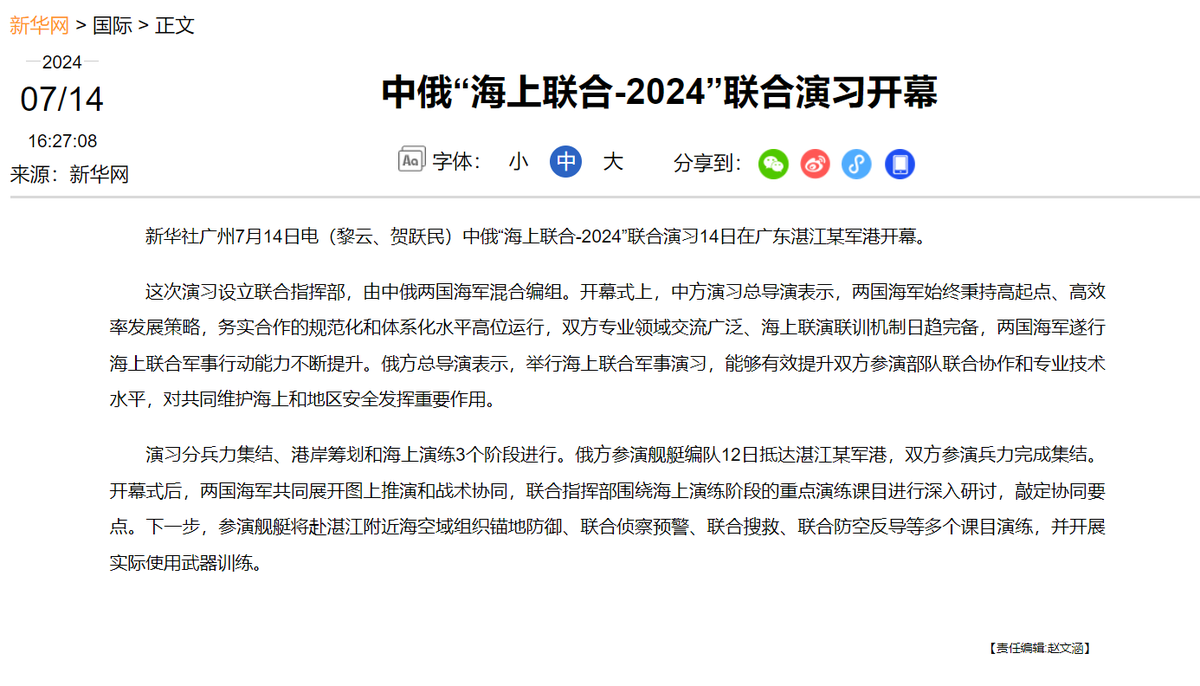 新华网 > 国际 > 正文
2024
07/14
16:27:08
来源：新华网
中俄“海上联合-2024”联合演习开幕
Aa 字体： 小 中 大 分享到：
新华社广州7月14日电（黎云、贺跃民）中俄“海上联合-2024”联合演习14日在广东湛江某军港开幕。
这次演习设立联合指挥部，由中俄两国海军混合编组。开幕式上，中方演习总导演表示，两国海军始终秉持高起点、高效
率发展策略，务实合作的规范化和体系化水平高位运行，双方专业领域交流广泛、海上联演联训机制日趋完备，两国海军遂行
海上联合军事行动能力不断提升。俄方总导演表示，举行海上联合军事演习，能够有效提升双方参演部队联合协作和专业技术
水平，对共同维护海上和地区安全发挥重要作用。
演习分兵力集结、港岸筹划和海上演练3个阶段进行。俄方参演舰艇编队12日抵达湛江某军港，双方参演兵力完成集结。
开幕式后，两国海军共同展开图上推演和战术协同，联合指挥部围绕海上演练阶段的重点演练课目进行深入研讨，敲定协同要
点。下一步，参演舰艇将赴湛江附近海空域组织锚地防御、联合侦察预警、联合搜救、联合防空反导等多个课目演练，并开展
实际使用武器训练。
【责任编辑:赵文涵】